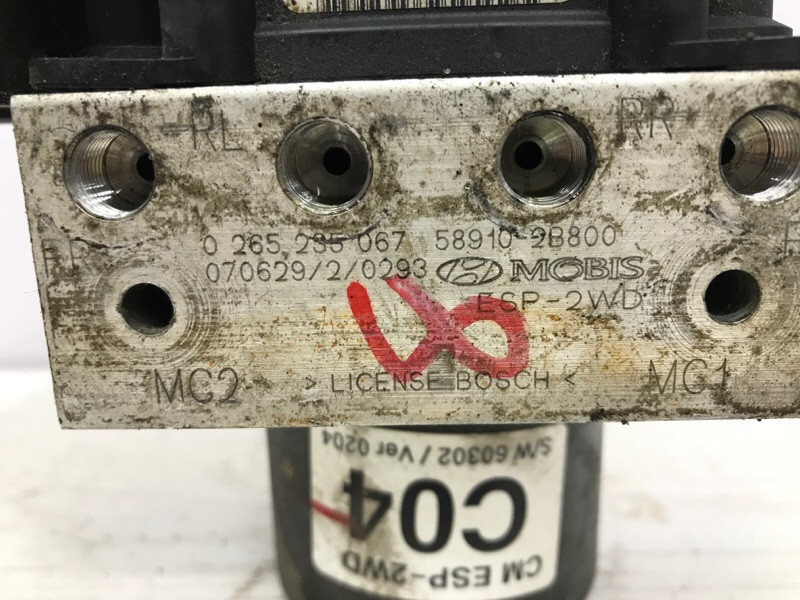 RL
RR
0 265 235 067 58910-2B800
070629/2/0293 MOBIS
ESP-2WD
MC2
> LICENSE BOSCH <
MC1
S/W 60302 / Ver 0204
C04
CM ESP-2WD